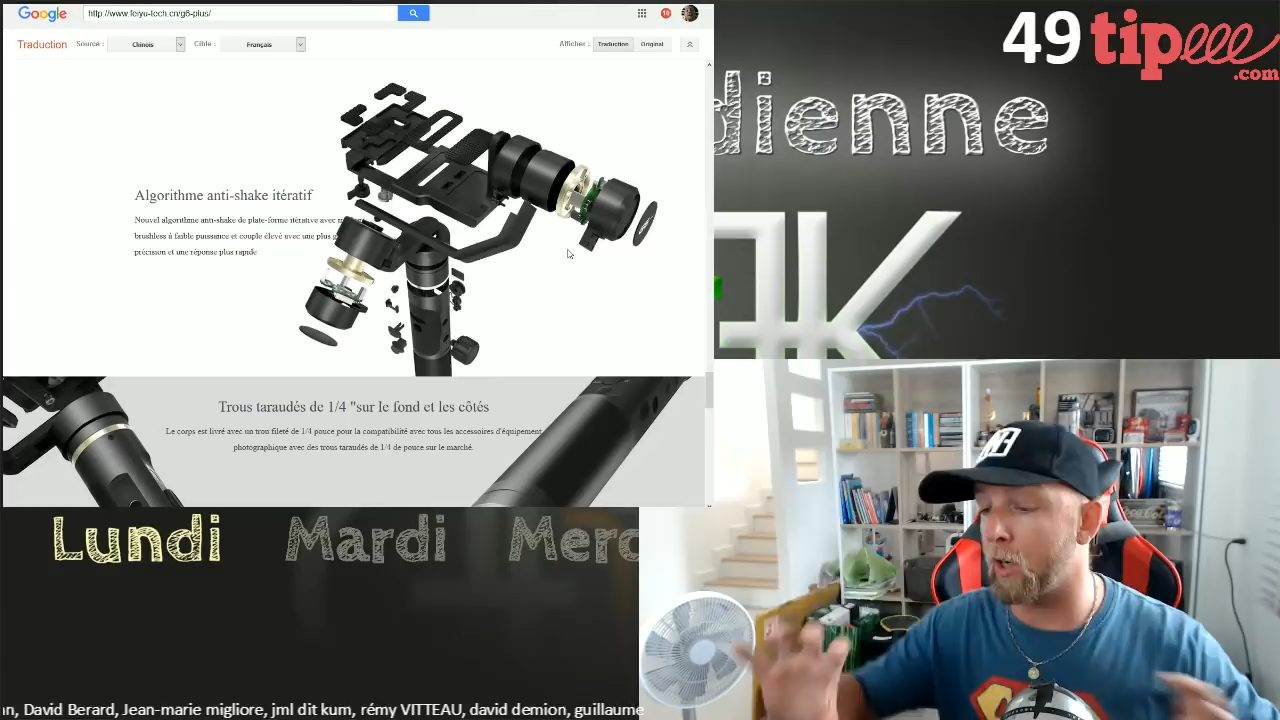 Google
http://www.feiyu-tech.cn/g6-plus/
10
Traduction
Source :
Chinois
Cible :
Français
Afficher :
Traduction
Original
Algorithme anti-shake itératif
Nouvel algorithme anti-shake de plate-forme itérative avec
brushless à faible puissance et couple élevé avec une plus
précision et une réponse plus rapide
Trous taraudés de 1/4 "sur le fond et les côtés
Le corps est livré avec un trou fileté de 1/4 pouce pour la compatibilité avec tous les accessoires d'équipement
photographique avec des trous taraudés de 1/4 de pouce sur le marché.
49 tipeee
.com
dienne
K
Lundi Mardi Merc
n, David Berard, Jean-marie migliore, jml dit kum, rémy VITTEAU, david demion, guillaume